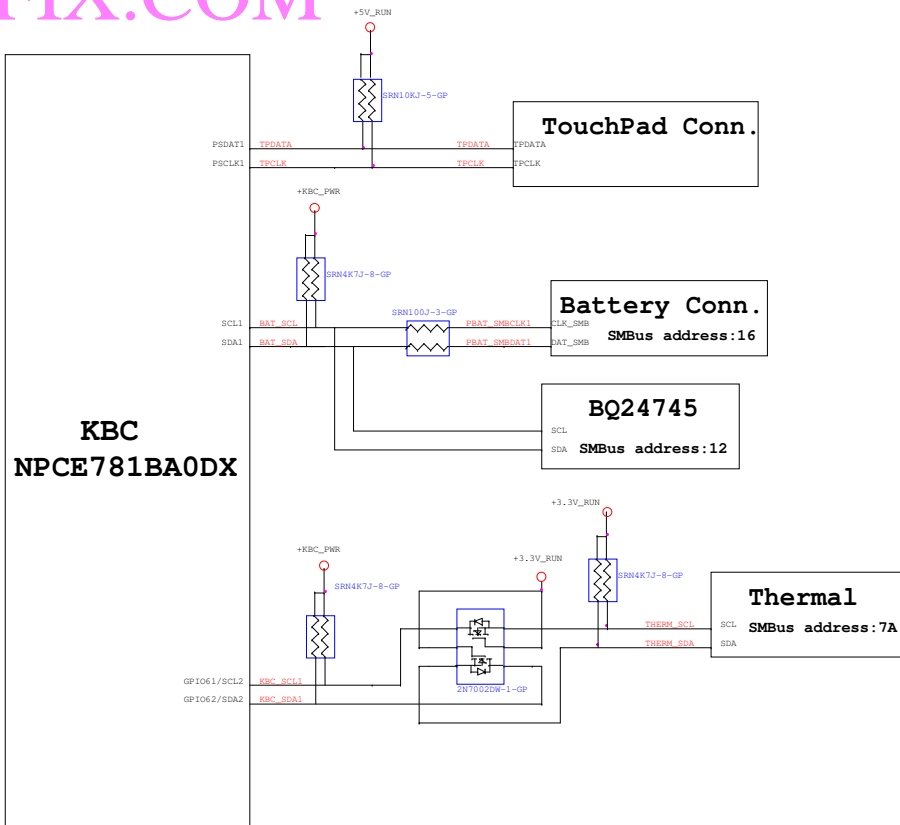 FIX.COM
+5V_RUN
SRN10KJ-5-GP
TouchPad Conn.
PSDAT1 TPDATA TPDATA TPDATA
PSCLK1 TPCLK TPCLK TPCLK
+KBC_PWR
SRN4K7J-8-GP
SRN100J-3-GP
Battery Conn.
SCL1 BAT_SCL PBAT_SMBCLK1 CLK_SMB
SMBus address:16
SDA1 BAT_SDA PBAT_SMBDAT1 DAT_SMB
BQ24745
SCL
SDA SMBus address:12
KBC
NPCE781BA0DX
+3.3V_RUN
+KBC_PWR
+3.3V_RUN
SRN4K7J-8-GP
SRN4K7J-8-GP
Thermal
THERM_SCL SCL
SMBus address:7A
THERM_SDA SDA
GPIO61/SCL2 KBC_SCL1
2N7002DW-1-GP
GPIO62/SDA2 KBC_SDA1